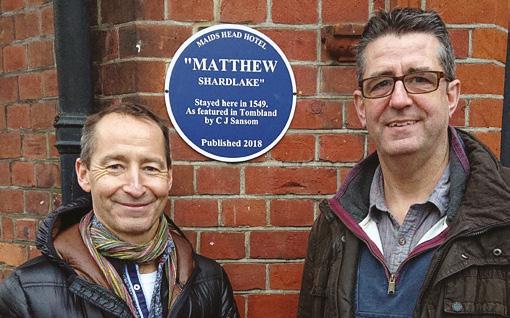 MAIDS HEAD HOTEL
"MATTHEW
SHARDLAKE"
Stayed here in 1549.
As featured in Tombland
by C J Sansom
Published 2018